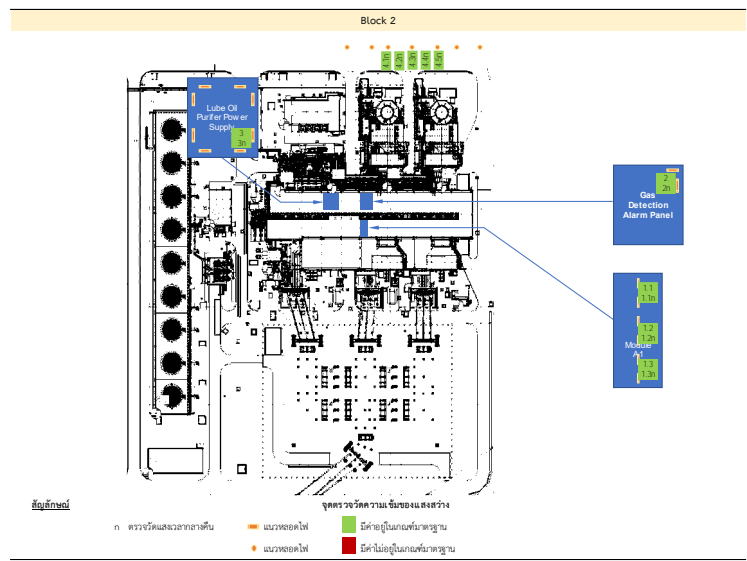 Block 2
4.1n
4.2n
4.3n
4.4n
4.5n
Lube Oil
Purifer Power
Supply
3
3n
2
2n
Gas
Detection
Alarm Panel
1.1
1.1n
1.2
1.2n
Module
A-1
1.3
1.3n
สัญลักษณ์
จุดตรวจวัดความเข้มของแสงสว่าง
n ตรวจวัดแสงเวลากลางคืน
แนวหลอดไฟ
มีค่าอยู่ในเกณฑ์มาตรฐาน
แนวหลอดไฟ
มีค่าไม่อยู่ในเกณฑ์มาตรฐาน